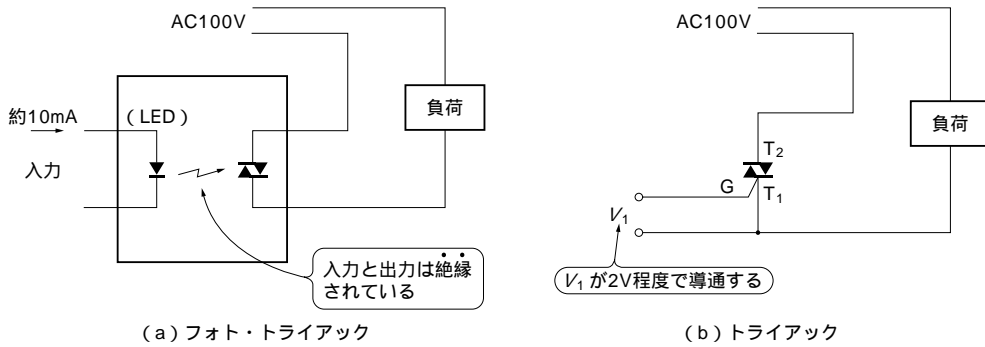 AC100V
約10mA
(LED)
入力
負荷
入力と出力は絶縁
されている
(a)フォト・トライアック
AC100V
負荷
T2
G
T1
V1
V1が2V程度で導通する
(b)トライアック